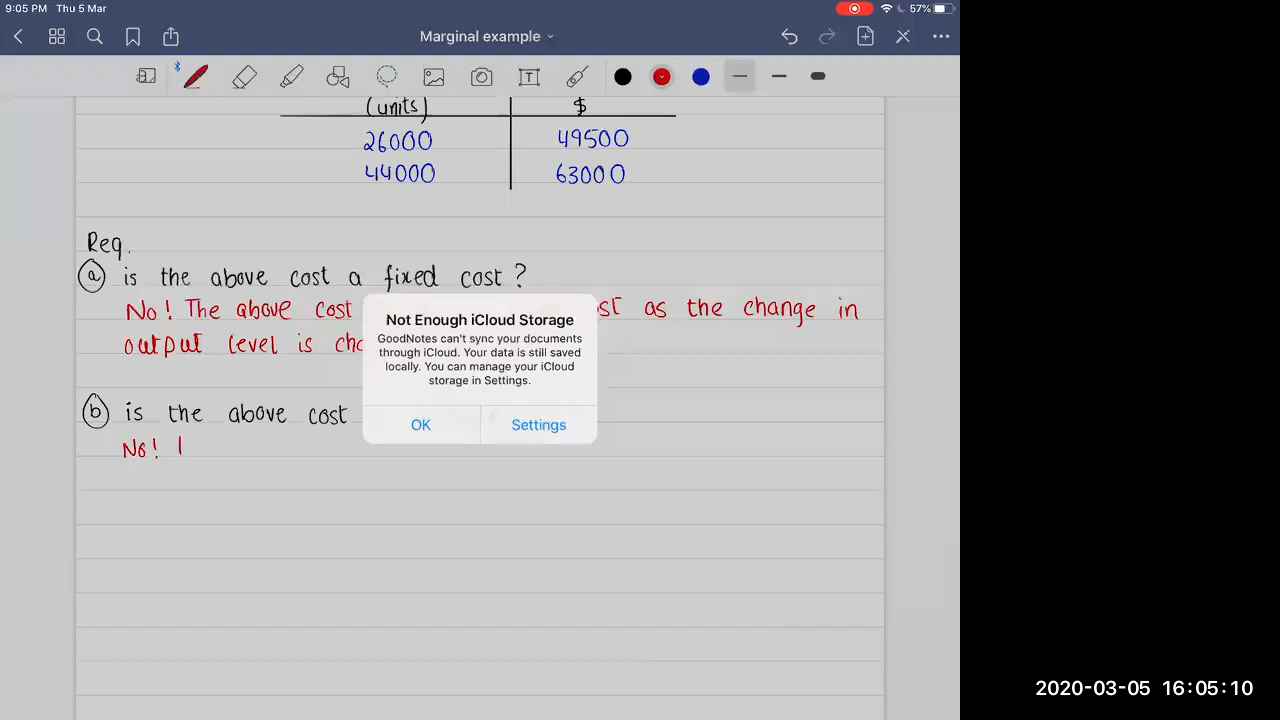 9:05 PM Thu 5 Mar 57%
Marginal example
(units) $
26000 49500
44000 63000
Req.
(a) is the above cost a fixed cost?
No! The above cost as the change in
output level is
(b) is the above cost
No!
Not Enough iCloud Storage
GoodNotes can't sync your documents
through iCloud. Your data is still saved
locally. You can manage your iCloud
storage in Settings.
OK Settings
2020-03-05 16:05:10